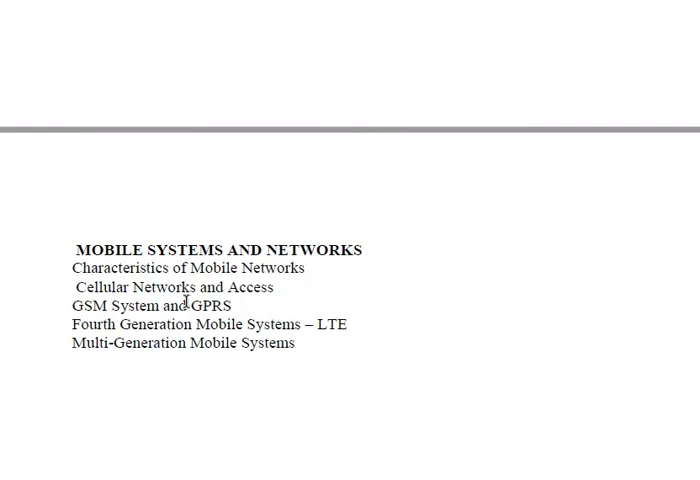 MOBILE SYSTEMS AND NETWORKS
Characteristics of Mobile Networks
Cellular Networks and Access
GSM System and GPRS
Fourth Generation Mobile Systems – LTE
Multi-Generation Mobile Systems